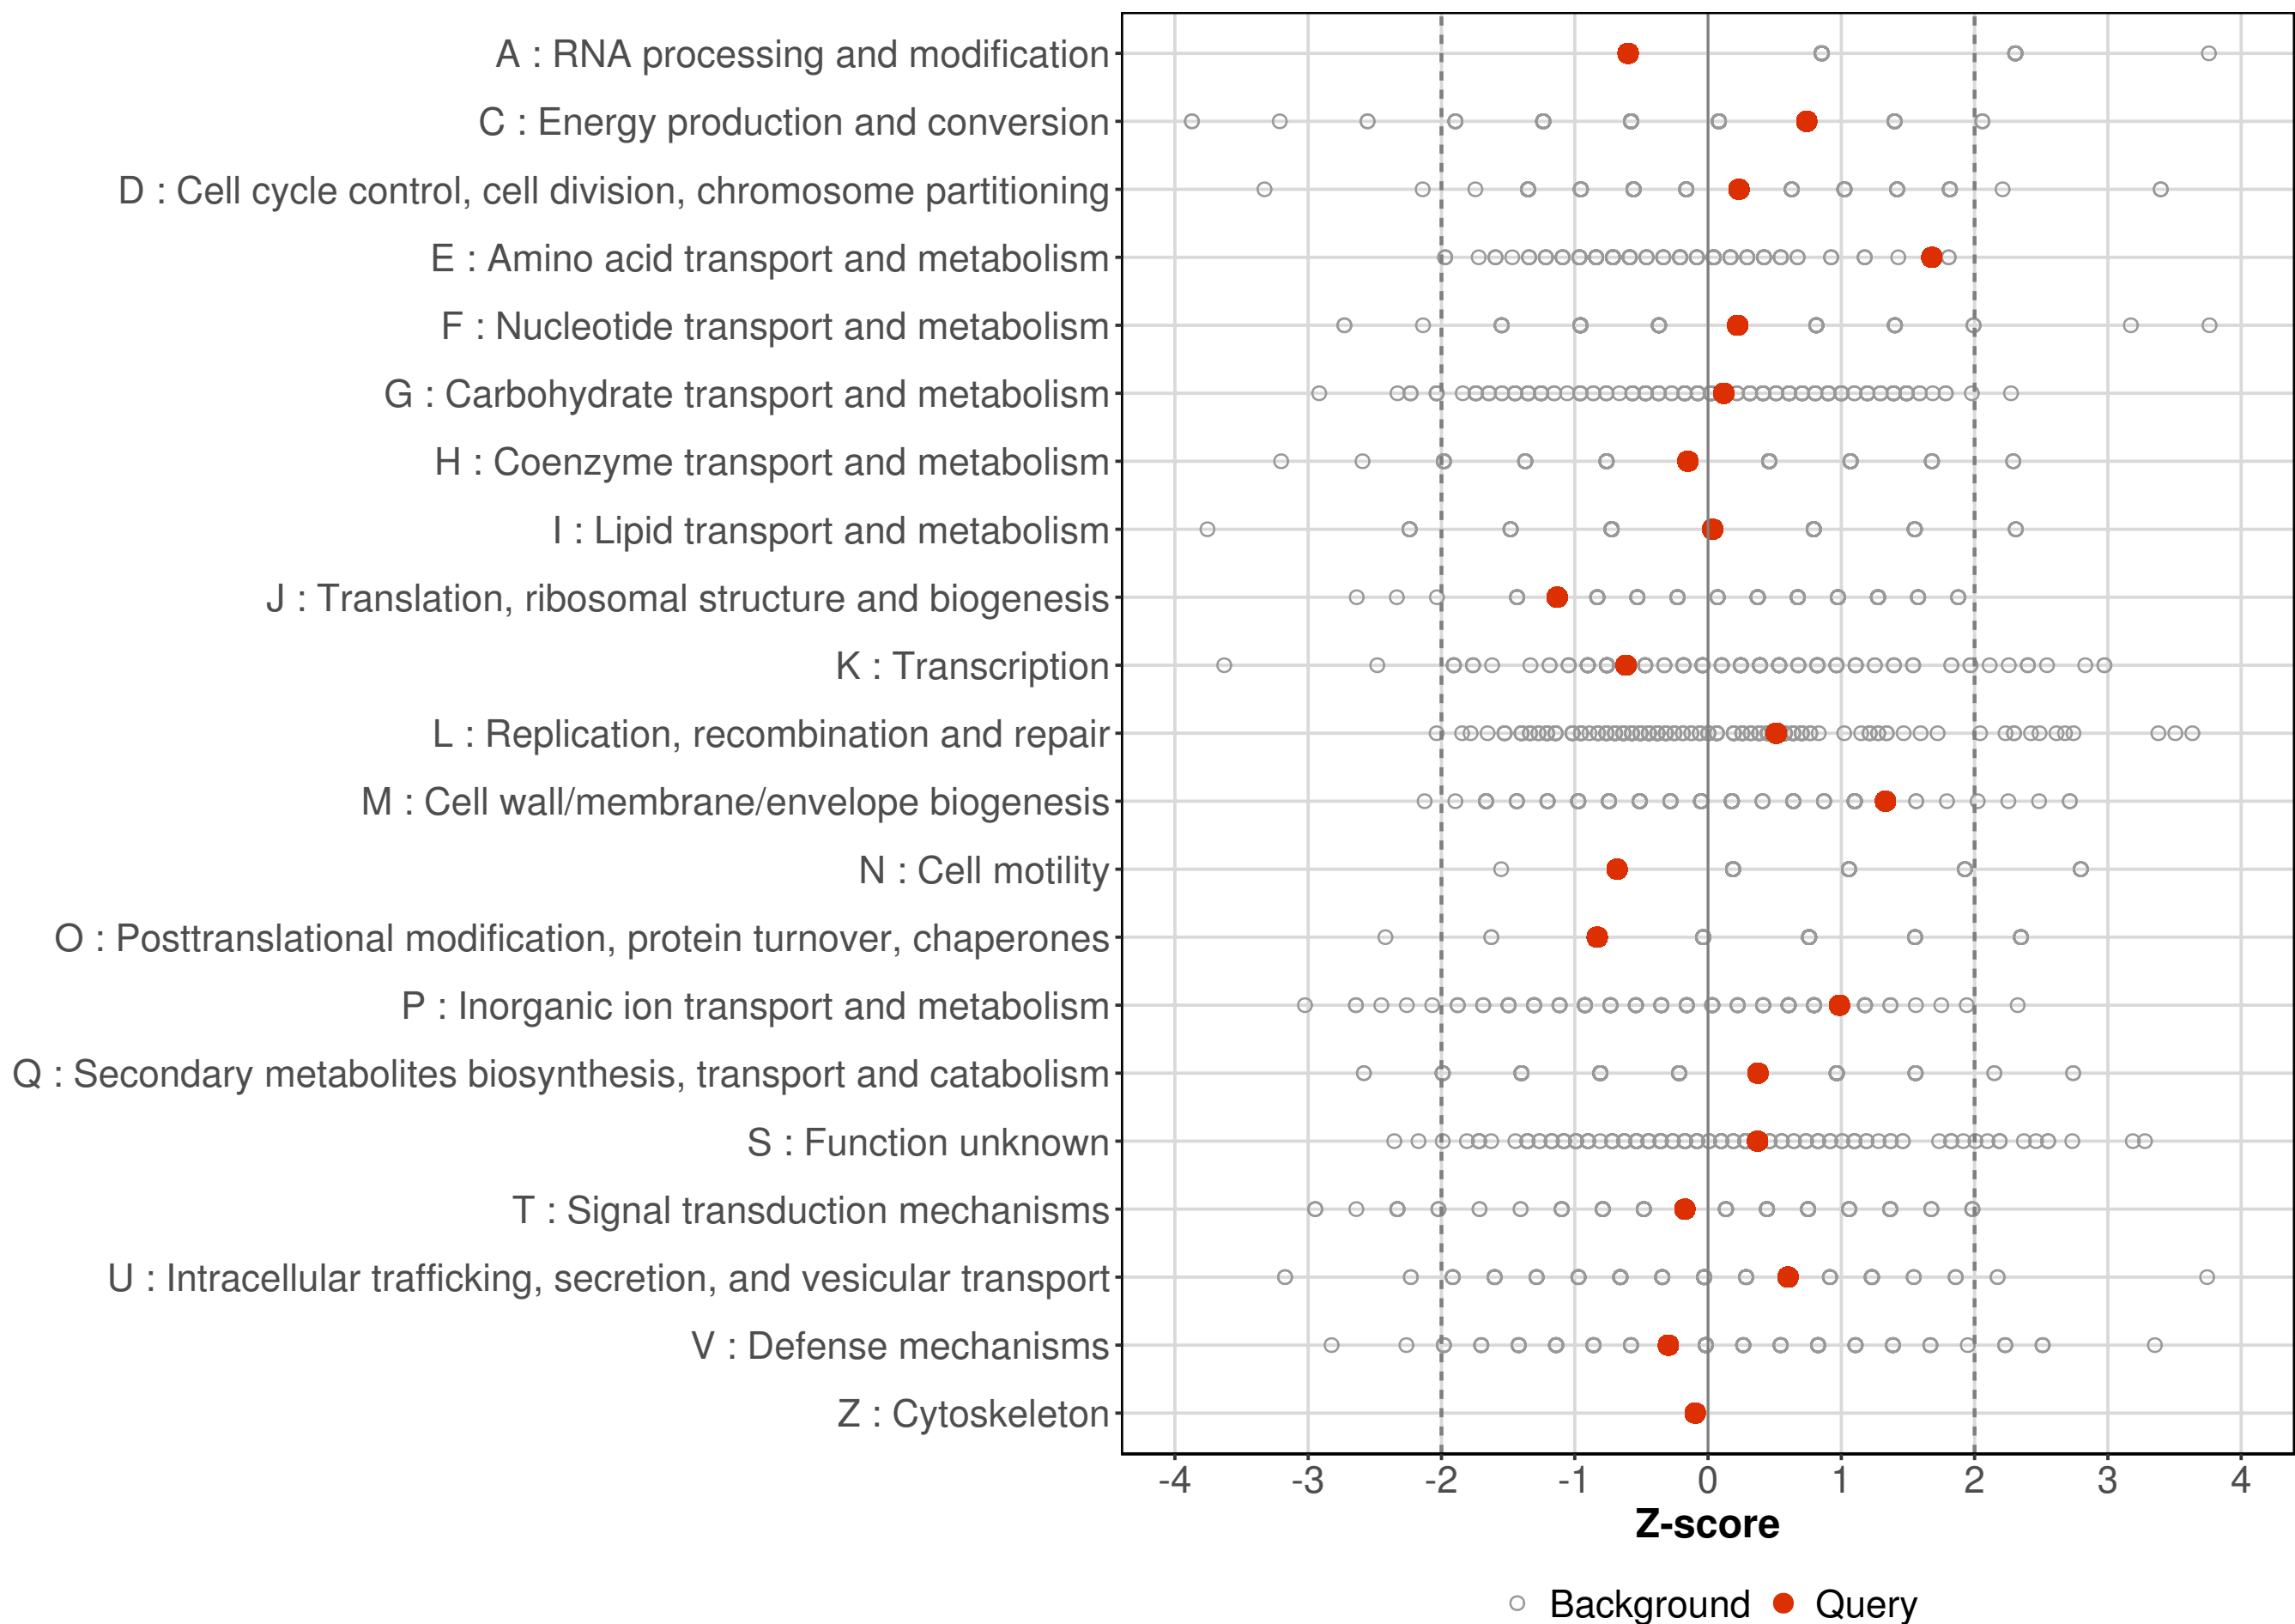 A : RNA processing and modification
C : Energy production and conversion
D : Cell cycle control, cell division, chromosome partitioning
E : Amino acid transport and metabolism
F : Nucleotide transport and metabolism
G : Carbohydrate transport and metabolism
H : Coenzyme transport and metabolism
I : Lipid transport and metabolism
J : Translation, ribosomal structure and biogenesis
K : Transcription
L : Replication, recombination and repair
M : Cell wall/membrane/envelope biogenesis
N : Cell motility
O : Posttranslational modification, protein turnover, chaperones
P : Inorganic ion transport and metabolism
Q : Secondary metabolites biosynthesis, transport and catabolism
S : Function unknown
T : Signal transduction mechanisms
U : Intracellular trafficking, secretion, and vesicular transport
V : Defense mechanisms
Z : Cytoskeleton
-4 -3 -2 -1 0 1 2 3 4
Z-score
Background Query